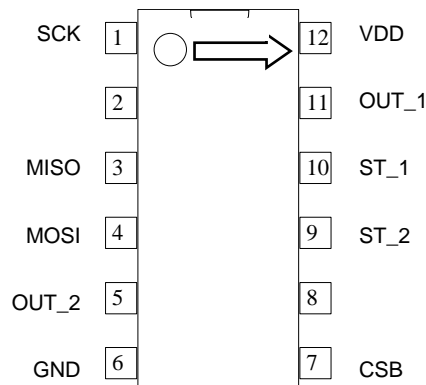 SCK 1 12 VDD
2 11 OUT_1
MISO 3 10 ST_1
MOSI 4 9 ST_2
OUT_2 5 8
GND 6 7 CSB